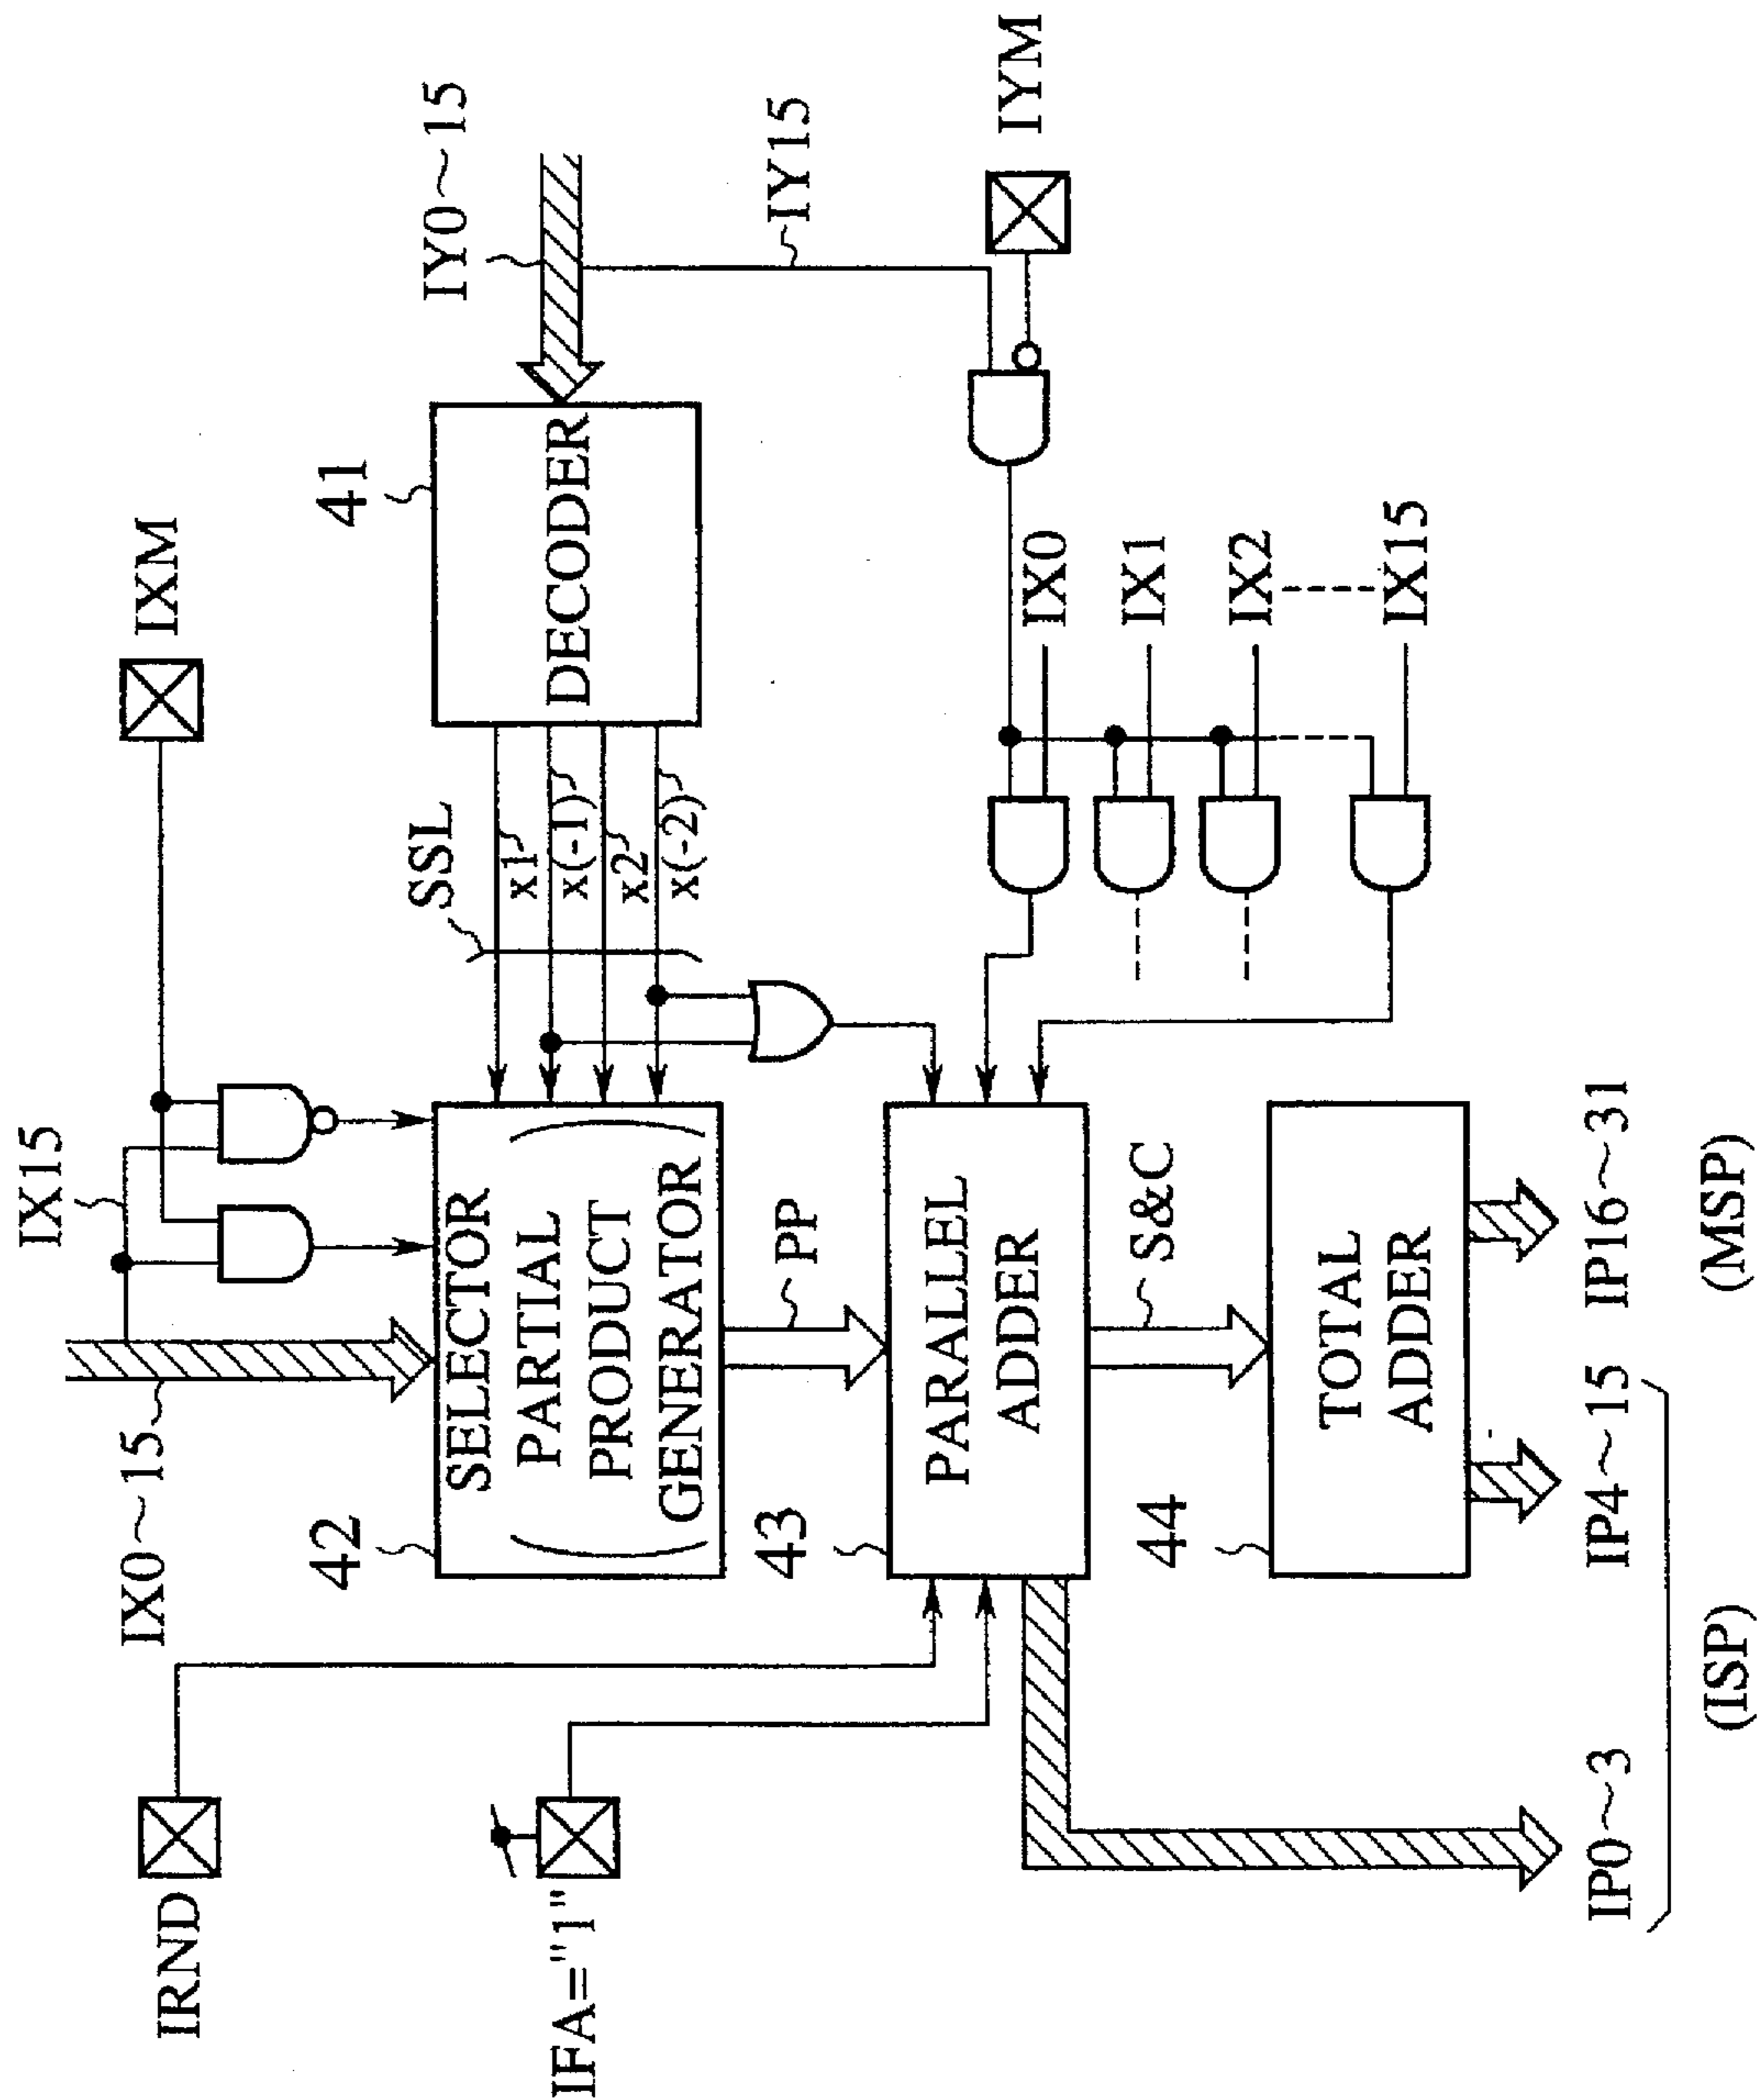 IX15
IXM
IX0~15
IRND
IFA="1"
42
SELECTOR
PARTIAL
PRODUCT
GENERATOR
SSL
x1
x(-1)
x2
x(-2)
41
DECODER
IY0~15
IY15
IYM
PP
43
PARALLEL
ADDER
IX0
IX1
IX2
IX15
S&C
44
TOTAL
ADDER
IP0~3
IP4~15
IP16~31
(ISP)
(MSP)